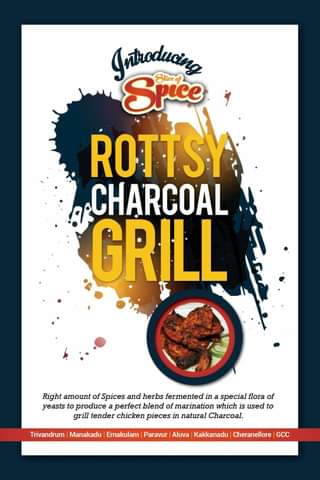 Introducing
Slice of
Spice
ROTTSY
CHARCOAL
GRILL
Right amount of Spices and herbs fermented in a special flora of
yeasts to produce a perfect blend of marination which is used to
grill tender chicken pieces in natural Charcoal.
Trivandrum | Manakadu | Ernakulam | Paravur | Aluva | Kakkanadu | Cheranellore | GCC